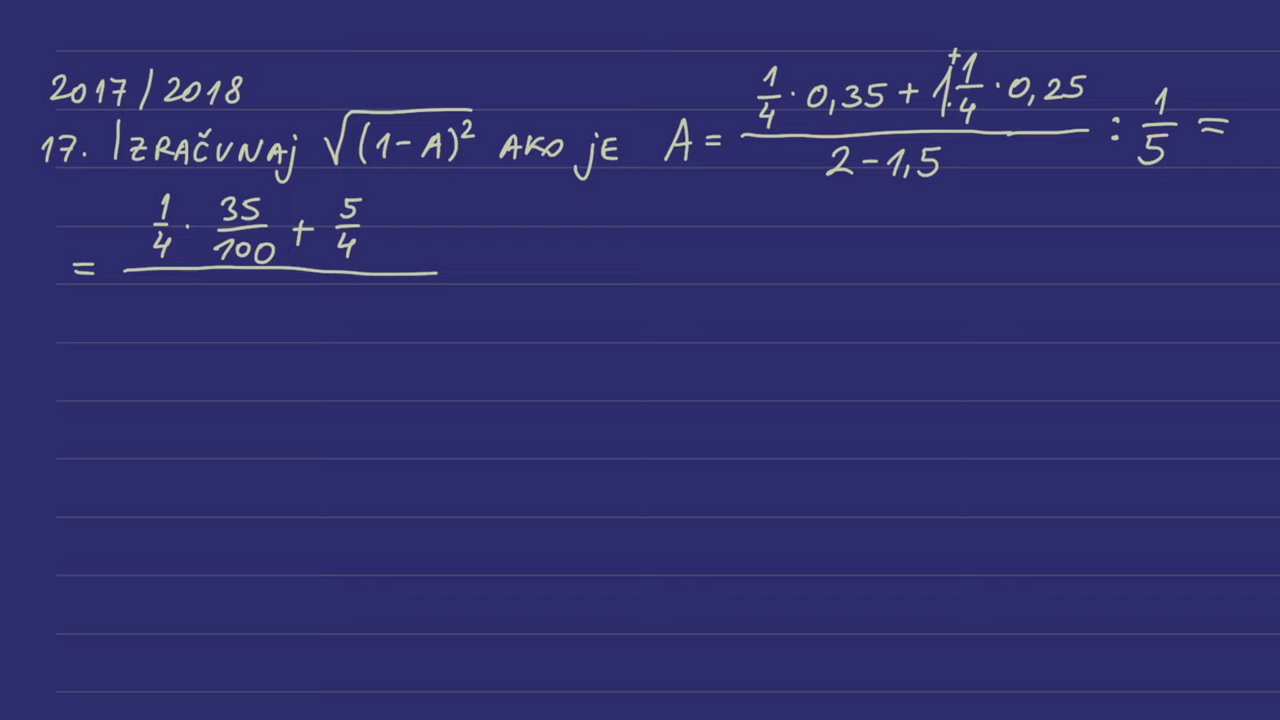 2017/2018
17. IZRAČUNAJ √(1-A)² AKO JE A = (1/4 · 0,35 + 1 1/4 · 0,25)/(2-1,5) : 1/5 =
= 1/4 · 35/100 + 5/4